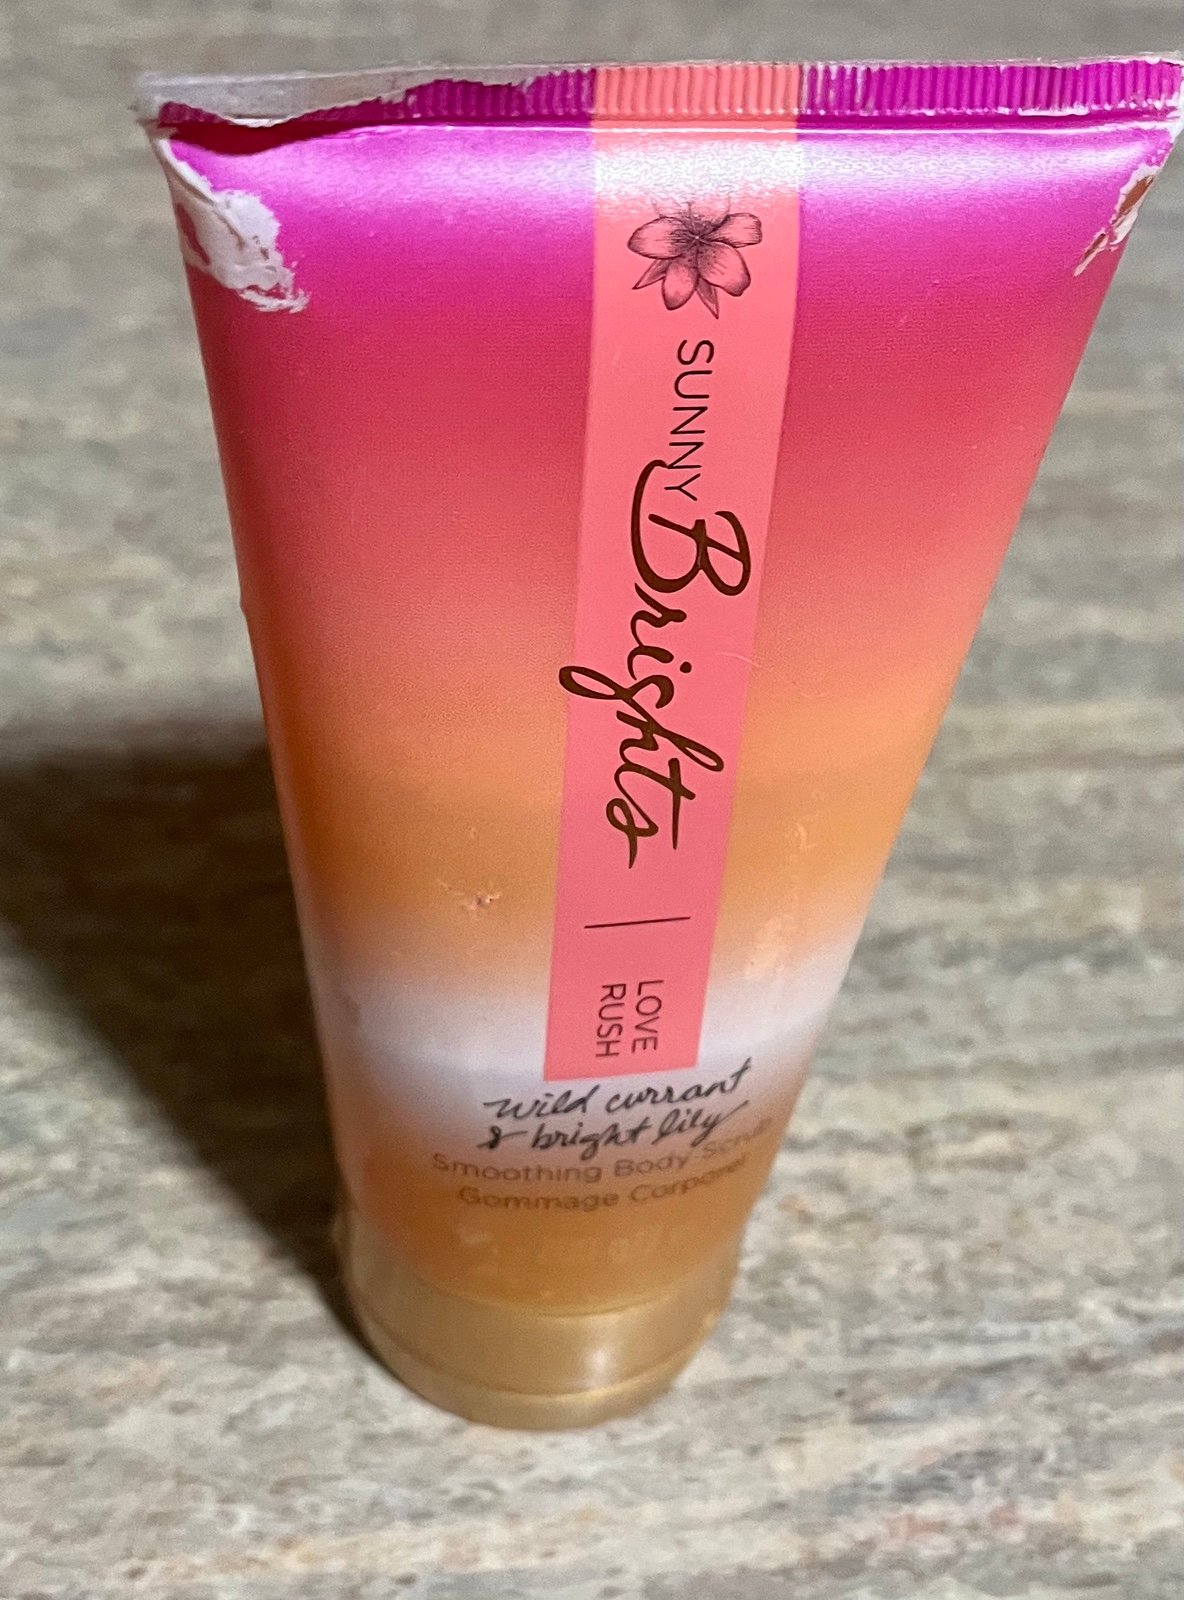 SUNNY
Brights
LOVE
RUSH
wild currant
& bright lily
Smoothing Body Scrub
Gommage Corporel